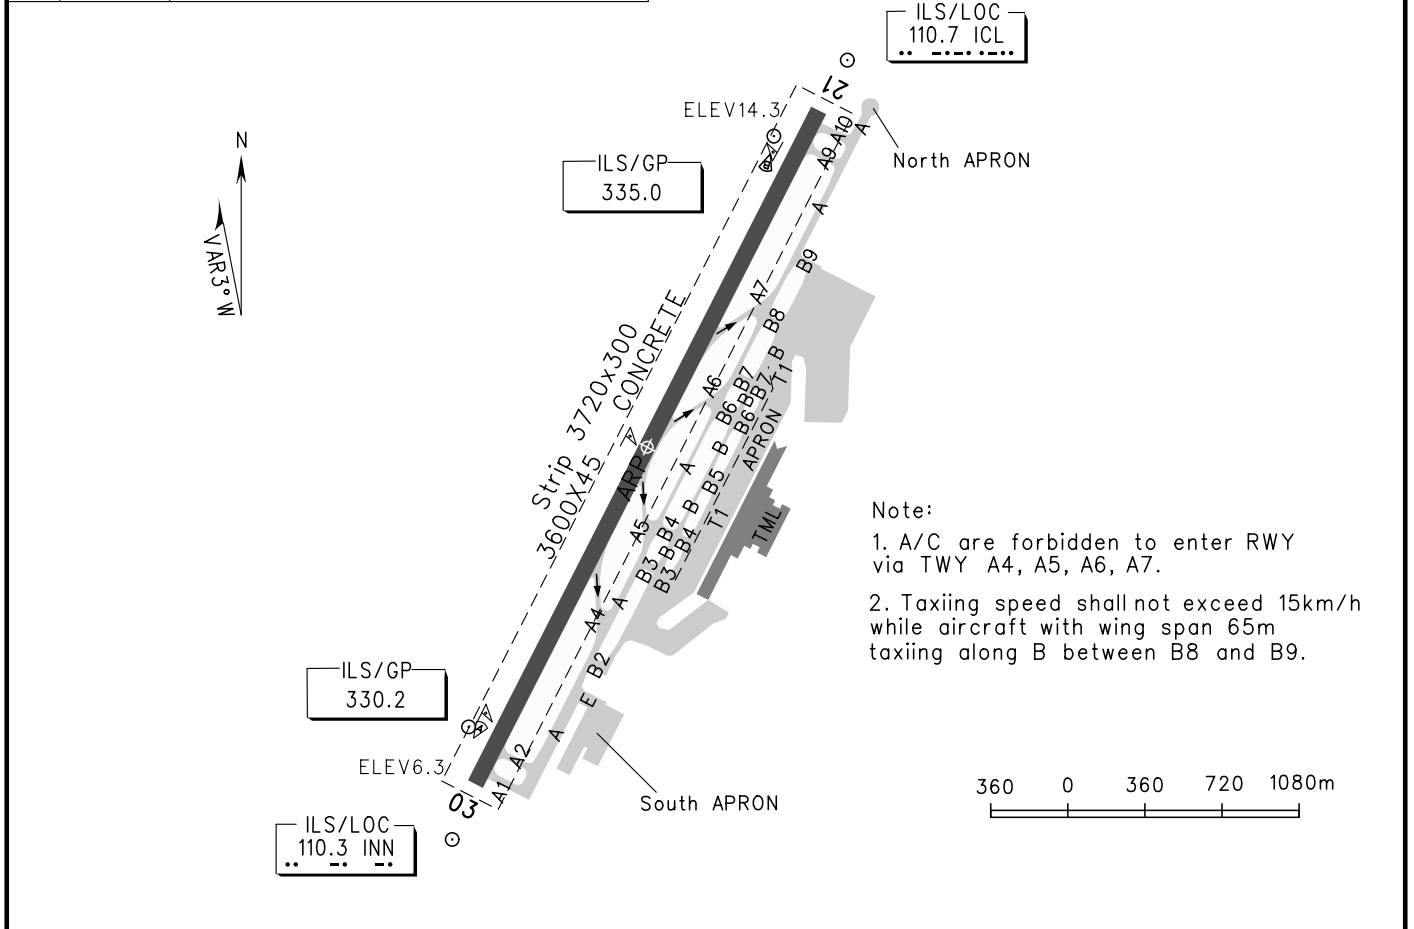 ILS/LOC
110.7 ICL
21
ELEV14.3
A10
A
A9
North APRON
N
ILS/GP
335.0
VAR3°W
A
B9
A7
B8
Strip 3720x300
CONCRETE
3600X45
B
T1
A6
B7
B7
B
B6
B6
APRON
B
A
ARP
B5
B
T1
TML
A5
B4
B4
B
B3
B3
A
A4
B2
E
A
Note:
1. A/C are forbidden to enter RWY
via TWY A4, A5, A6, A7.
2. Taxiing speed shall not exceed 15km/h
while aircraft with wing span 65m
taxiing along B between B8 and B9.
ILS/GP
330.2
ELEV6.3
A2
A1
03
South APRON
360 0 360 720 1080m
ILS/LOC
110.3 INN